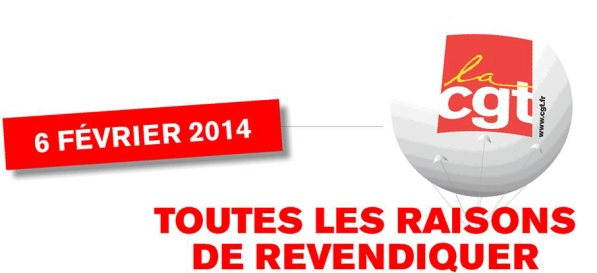 la
cgt
www.cgt.fr
6 FÉVRIER 2014
TOUTES LES RAISONS
DE REVENDIQUER